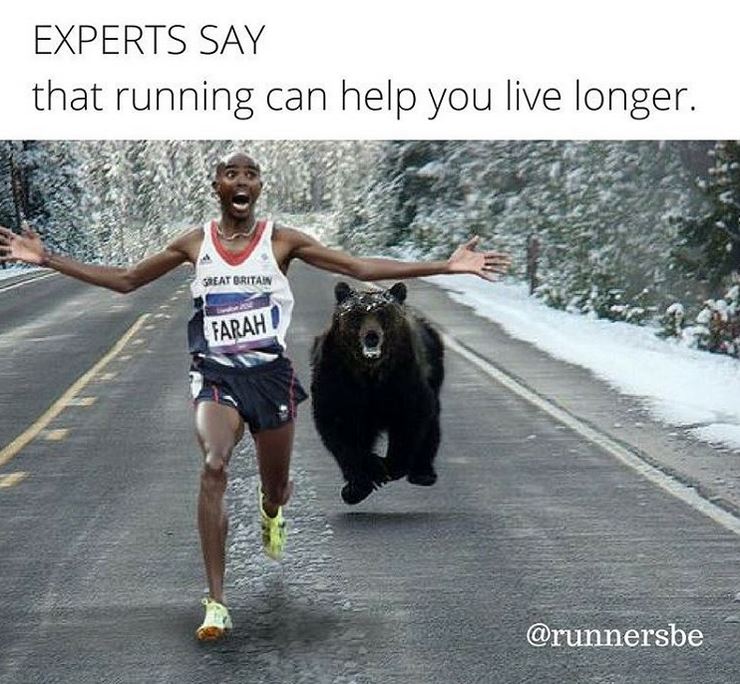 EXPERTS SAY
that running can help you live longer.
GREAT BRITAIN
FARAH
@runnersbe